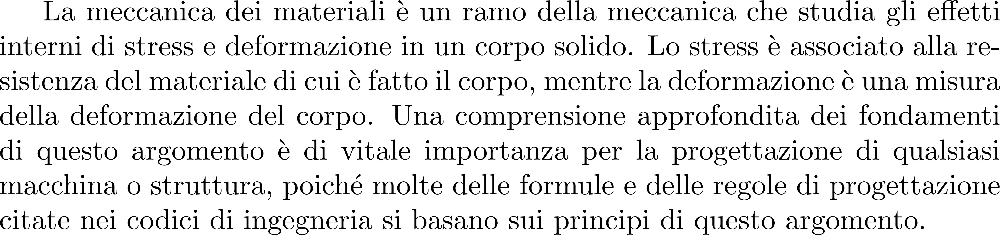 La meccanica dei materiali è un ramo della meccanica che studia gli effetti
interni di stress e deformazione in un corpo solido. Lo stress è associato alla re-
sistenza del materiale di cui è fatto il corpo, mentre la deformazione è una misura
della deformazione del corpo. Una comprensione approfondita dei fondamenti
di questo argomento è di vitale importanza per la progettazione di qualsiasi
macchina o struttura, poiché molte delle formule e delle regole di progettazione
citate nei codici di ingegneria si basano sui principi di questo argomento.